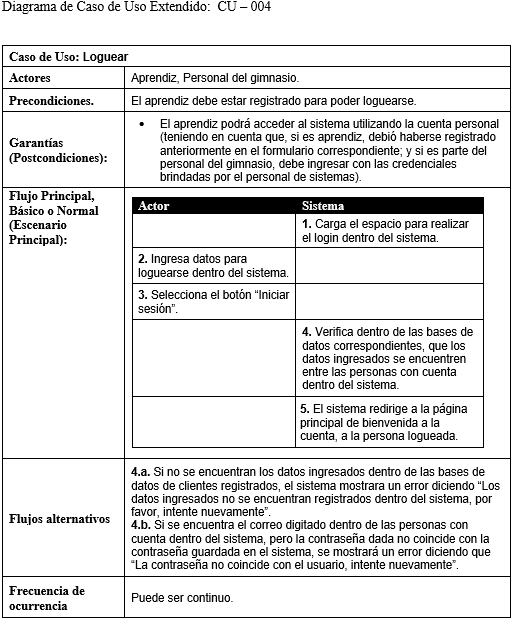 Diagrama de Caso de Uso Extendido:  CU – 004
Caso de Uso: Loguear
Actores
Aprendiz, Personal del gimnasio.
Precondiciones.
El aprendiz debe estar registrado para poder loguearse.
Garantías
(Postcondiciones):
• El aprendiz podrá acceder al sistema utilizando la cuenta personal
(teniendo en cuenta que, si es aprendiz, debió haberse registrado
anteriormente en el formulario correspondiente; y si es parte del
personal del gimnasio, debe ingresar con las credenciales
brindadas por el personal de sistemas).
Flujo Principal,
Básico o Normal
(Escenario
Principal):
Actor
Sistema
1. Carga el espacio para realizar
el login dentro del sistema.
2. Ingresa datos para
loguearse dentro del sistema.
3. Selecciona el botón “Iniciar
sesión”.
4. Verifica dentro de las bases de
datos correspondientes, que los
datos ingresados se encuentren
entre las personas con cuenta
dentro del sistema.
5. El sistema redirige a la página
principal de bienvenida a la
cuenta, a la persona logueada.
Flujos alternativos
4.a. Si no se encuentran los datos ingresados dentro de las bases de
datos de clientes registrados, el sistema mostrara un error diciendo “Los
datos ingresados no se encuentran registrados dentro del sistema, por
favor, intente nuevamente”.
4.b. Si se encuentra el correo digitado dentro de las personas con
cuenta dentro del sistema, pero la contraseña dada no coincide con la
contraseña guardada en el sistema, se mostrará un error diciendo que
“La contraseña no coincide con el usuario, intente nuevamente”.
Frecuencia de
ocurrencia
Puede ser continuo.